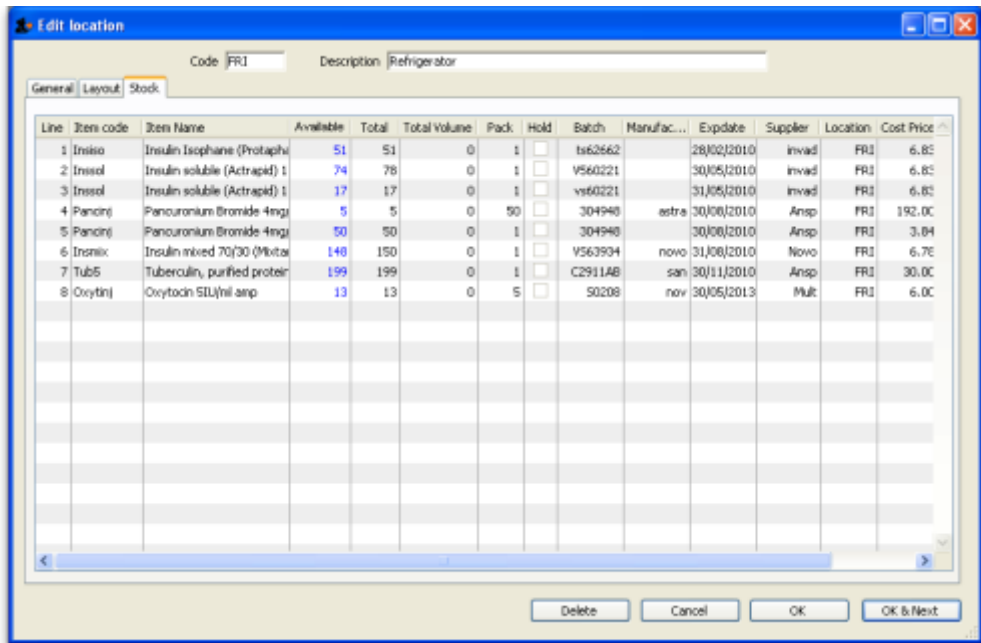 Edit location
Code FRI Description Refrigerator
General Layout Stock
Line Item code Item Name Available Total Total Volume Pack Hold Batch Manufac... Expdate Supplier Location Cost Price
1 Insiso Insulin Isophane (Protapha 51 51 0 1 ts62662 28/02/2010 invad FRI 6.83
2 Inssol Insulin soluble (Actrapid) 1 74 78 0 1 VS60221 30/05/2010 invad FRI 6.83
3 Inssol Insulin soluble (Actrapid) 1 17 17 0 1 vs60221 31/05/2010 invad FRI 6.83
4 Pancinj Pancuronium Bromide 4mg/ 5 5 0 50 304948 astra 30/08/2010 Ansp FRI 192.00
5 Pancinj Pancuronium Bromide 4mg/ 50 50 0 1 304948 30/08/2010 Ansp FRI 3.84
6 Insmix Insulin mixed 70/30 (Mixtar 148 150 0 1 VS63934 novo 31/08/2010 Novo FRI 6.78
7 Tub5 Tuberculin, purified protein 199 199 0 1 C2911AB san 30/11/2010 Ansp FRI 30.00
8 Oxytinj Oxytocin 5IU/ml amp 13 13 0 5 S0208 nov 30/05/2013 Mult FRI 6.00
Delete Cancel OK OK & Next